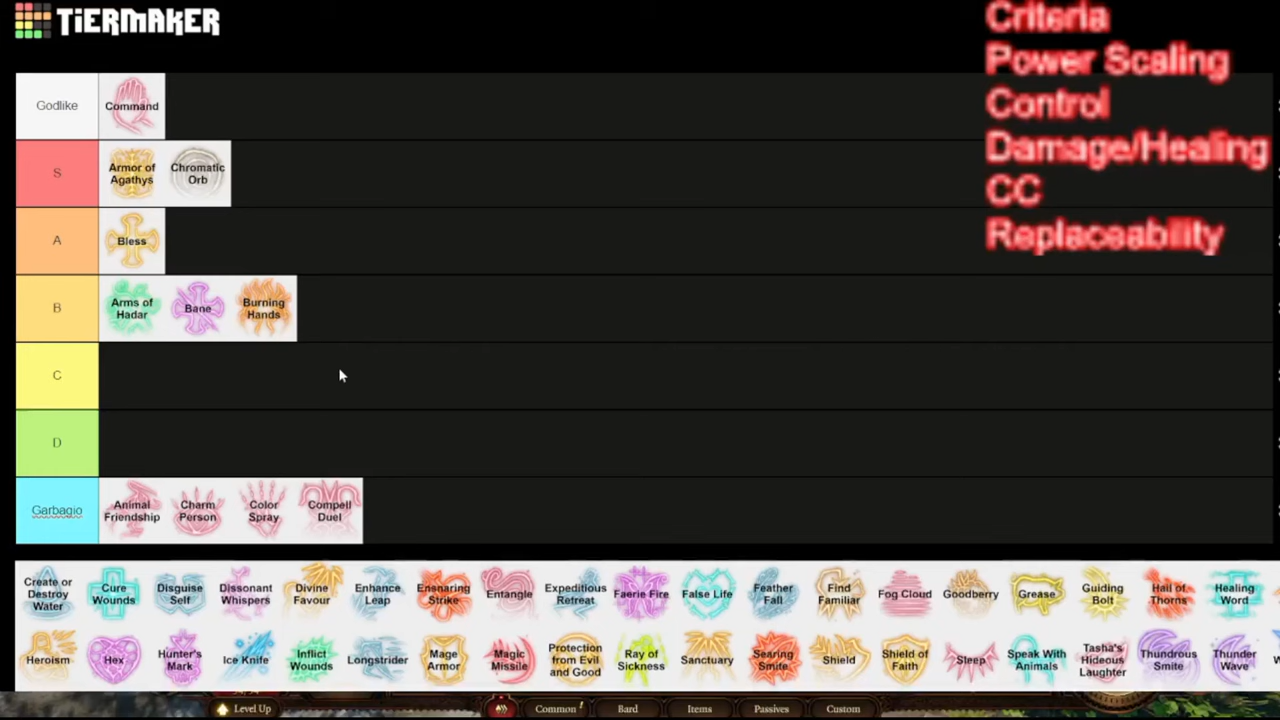 TIERMAKER
Criteria
Power Scaling
Control
Damage/Healing
CC
Replaceability
Godlike
Command
S
Armor of
Agathys
Chromatic
Orb
A
Bless
B
Arms of
Hadar
Bane
Burning
Hands
C
D
Garbagio
Animal
Friendship
Charm
Person
Color
Spray
Compell
Duel
Create or
Destroy
Water
Cure
Wounds
Disguise
Self
Dissonant
Whispers
Divine
Favour
Enhance
Leap
Ensnaring
Strike
Entangle
Expeditious
Retreat
Faerie Fire
False Life
Feather
Fall
Find
Familiar
Fog Cloud
Goodberry
Grease
Guiding
Bolt
Hail of
Thorns
Healing
Word
Heroism
Hex
Hunter's
Mark
Ice Knife
Inflict
Wounds
Longstrider
Mage
Armor
Magic
Missile
Protection
from Evil
and Good
Ray of
Sickness
Sanctuary
Searing
Smite
Shield
Shield of
Faith
Sleep
Speak With
Animals
Tasha's
Hideous
Laughter
Thundrous
Smite
Thunder
Wave
Level Up
Common
Bard
Items
Passives
Custom